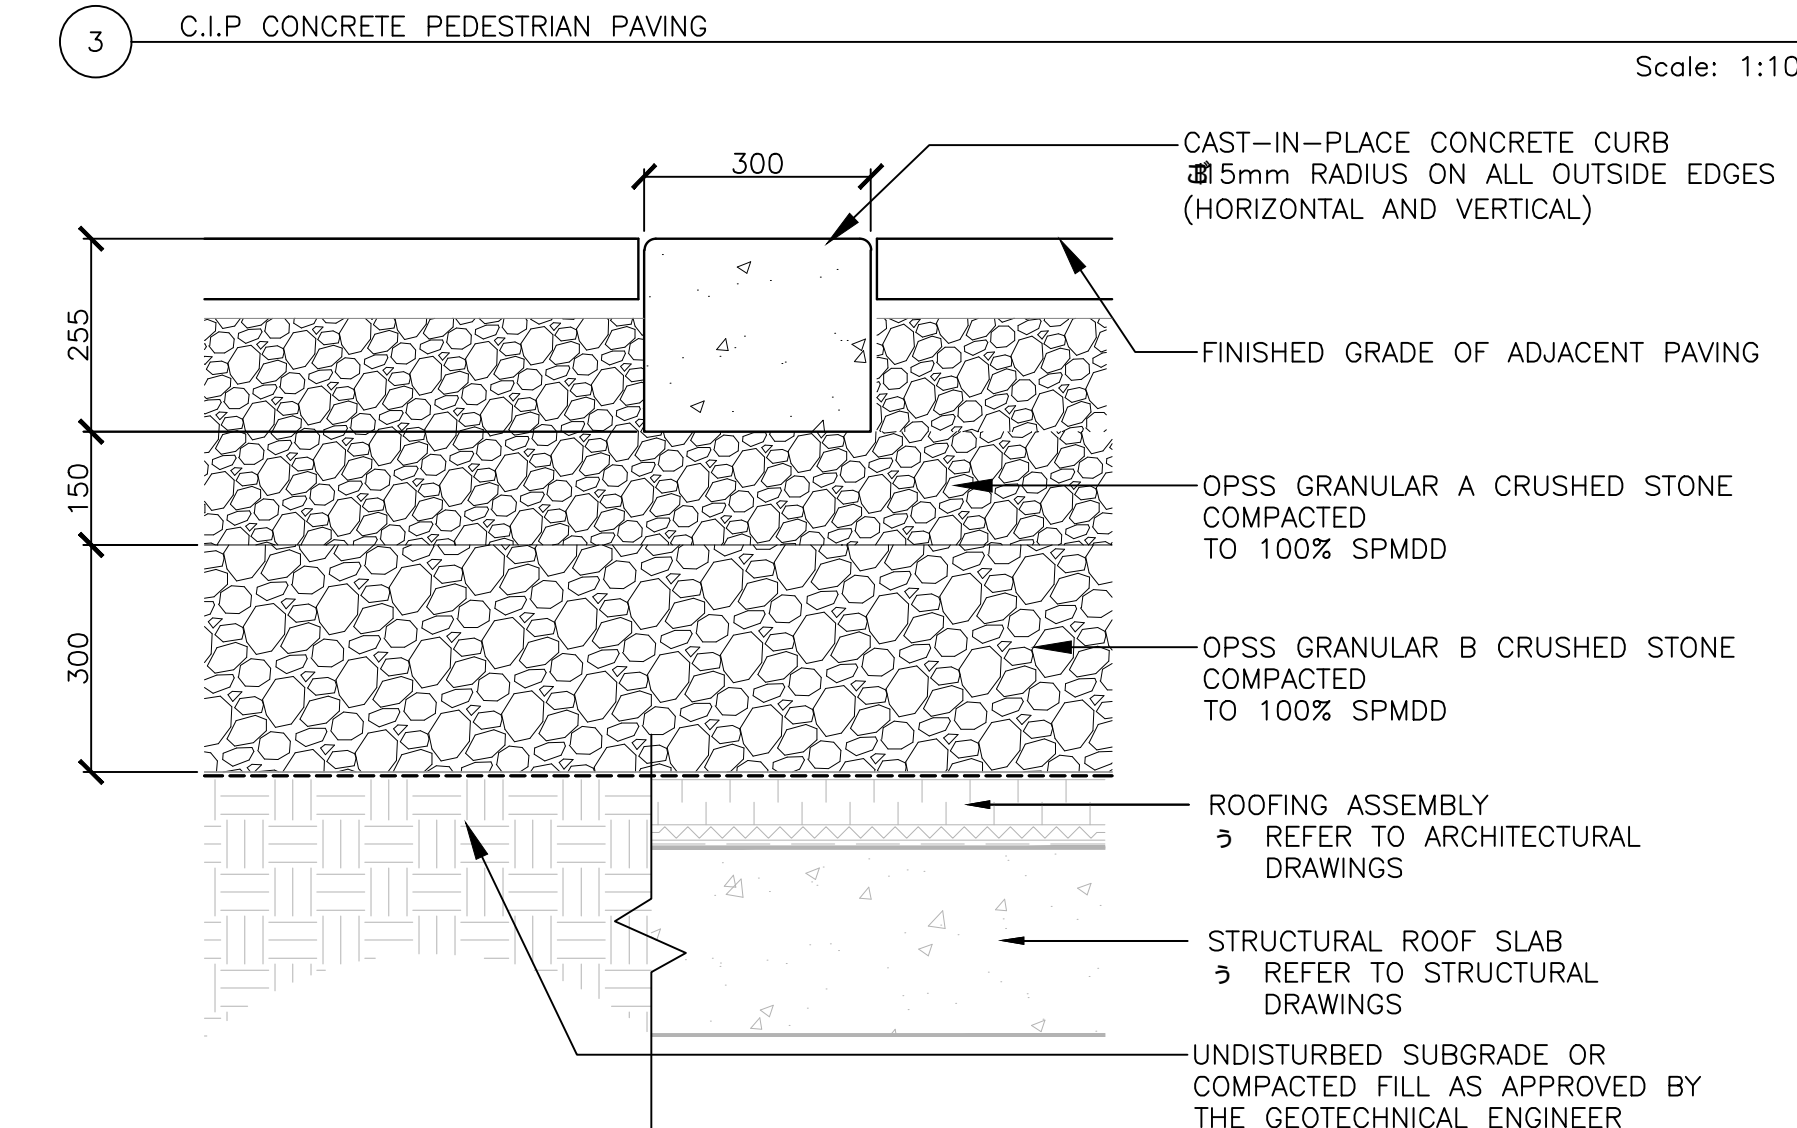 3
C.I.P CONCRETE PEDESTRIAN PAVING
Scale: 1:10
300
CAST-IN-PLACE CONCRETE CURB
15mm RADIUS ON ALL OUTSIDE EDGES
(HORIZONTAL AND VERTICAL)
255
FINISHED GRADE OF ADJACENT PAVING
150
OPSS GRANULAR A CRUSHED STONE
COMPACTED
TO 100% SPMDD
300
OPSS GRANULAR B CRUSHED STONE
COMPACTED
TO 100% SPMDD
ROOFING ASSEMBLY
う REFER TO ARCHITECTURAL
DRAWINGS
STRUCTURAL ROOF SLAB
う REFER TO STRUCTURAL
DRAWINGS
UNDISTURBED SUBGRADE OR
COMPACTED FILL AS APPROVED BY
THE GEOTECHNICAL ENGINEER